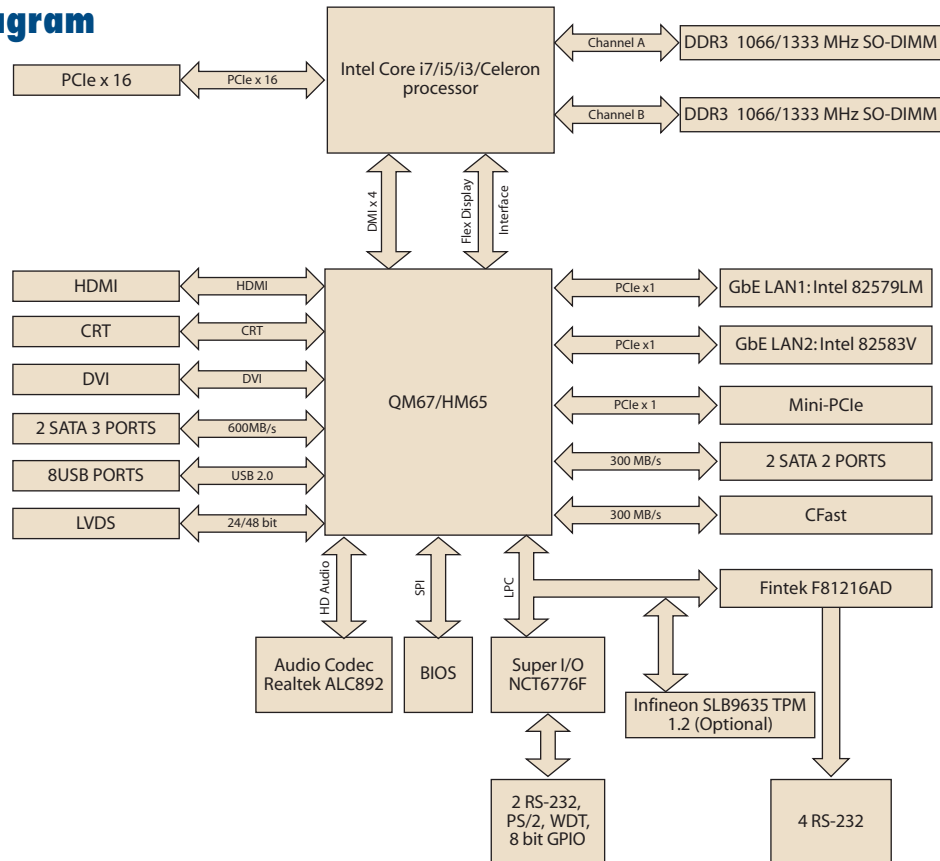 agram
PCIe x 16
PCIe x 16
Intel Core i7/i5/i3/Celeron
processor
Channel A
DDR3 1066/1333 MHz SO-DIMM
Channel B
DDR3 1066/1333 MHz SO-DIMM
DMI x 4
Flex Display
Interface
HDMI
HDMI
CRT
CRT
DVI
DVI
2 SATA 3 PORTS
600MB/s
8USB PORTS
USB 2.0
LVDS
24/48 bit
QM67/HM65
PCIe x1
GbE LAN1: Intel 82579LM
PCIe x1
GbE LAN2: Intel 82583V
PCIe x 1
Mini-PCIe
300 MB/s
2 SATA 2 PORTS
300 MB/s
CFast
HD Audio
SPI
LPC
Fintek F81216AD
Audio Codec
Realtek ALC892
BIOS
Super I/O
NCT6776F
Infineon SLB9635 TPM
1.2 (Optional)
2 RS-232,
PS/2, WDT,
8 bit GPIO
4 RS-232